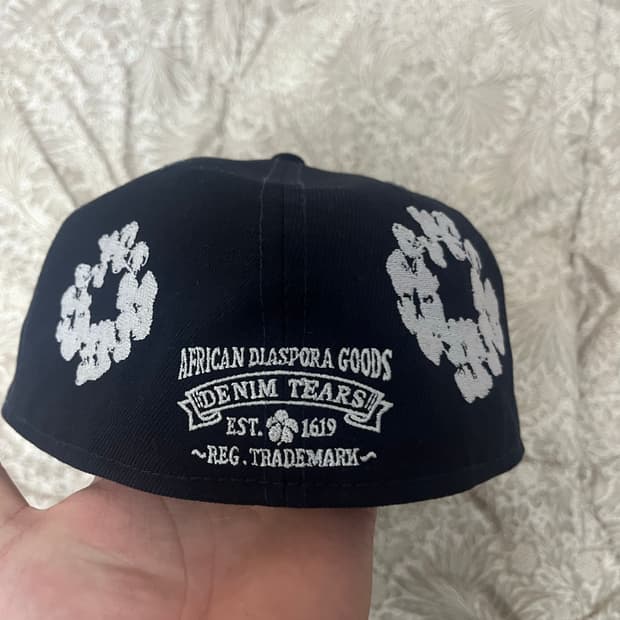 AFRICAN DIASPORA GOODS
DENIM TEARS
EST. 1619
~REG. TRADEMARK~